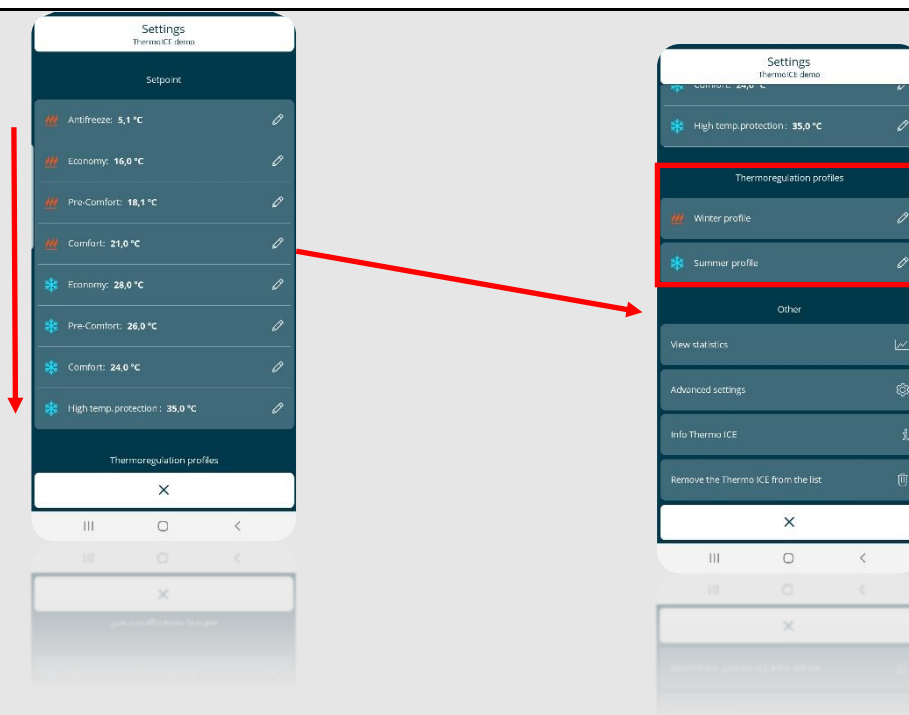 Settings
ThermoICE demo
Setpoint
Antifreeze: 5,1 °C
Economy: 16,0 °C
Pre-Comfort: 18,1 °C
Comfort: 21,0 °C
Economy: 28,0 °C
Pre-Comfort: 26,0 °C
Comfort: 24,0 °C
High temp.protection : 35,0 °C
Thermoregulation profiles
Settings
ThermoICE demo
Comfort: 24,0 °C
High temp.protection : 35,0 °C
Thermoregulation profiles
Winter profile
Summer profile
Other
View statistics
Advanced settings
Info Thermo ICE
Remove the Thermo ICE from the list